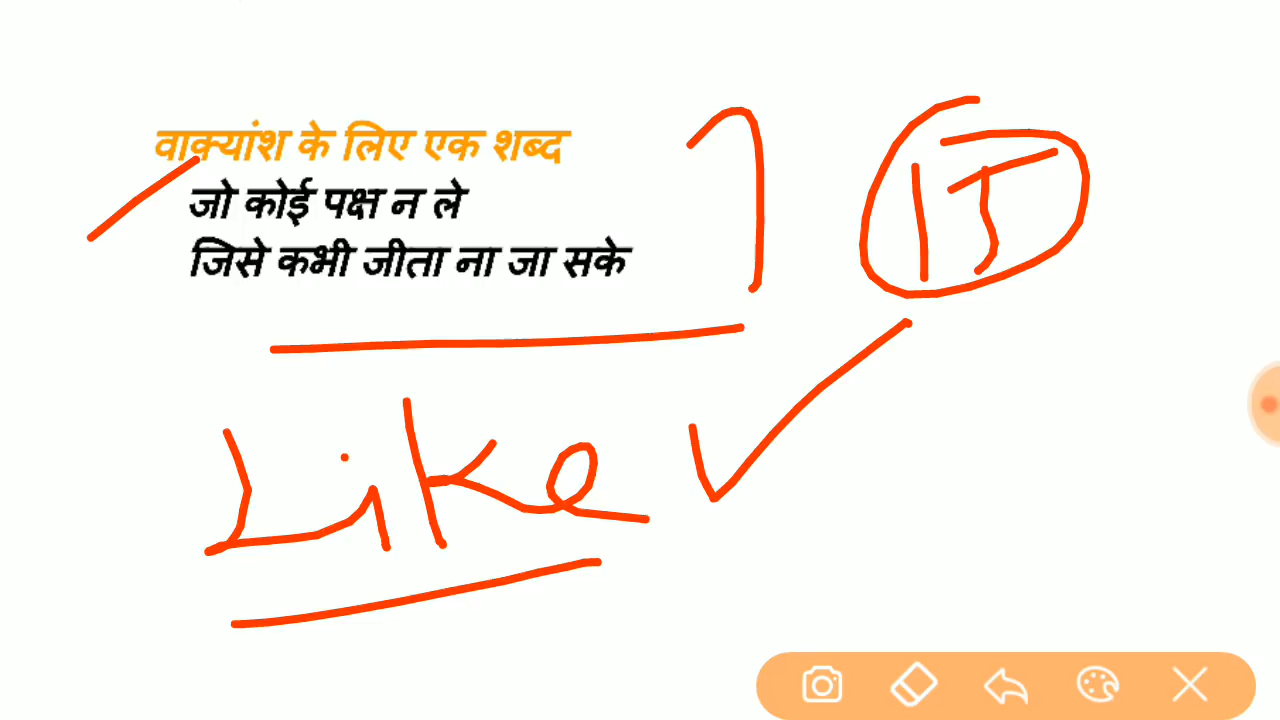 वाक्यांश के लिए एक शब्द
जो कोई पक्ष न ले
जिसे कभी जीता ना जा सके
Like